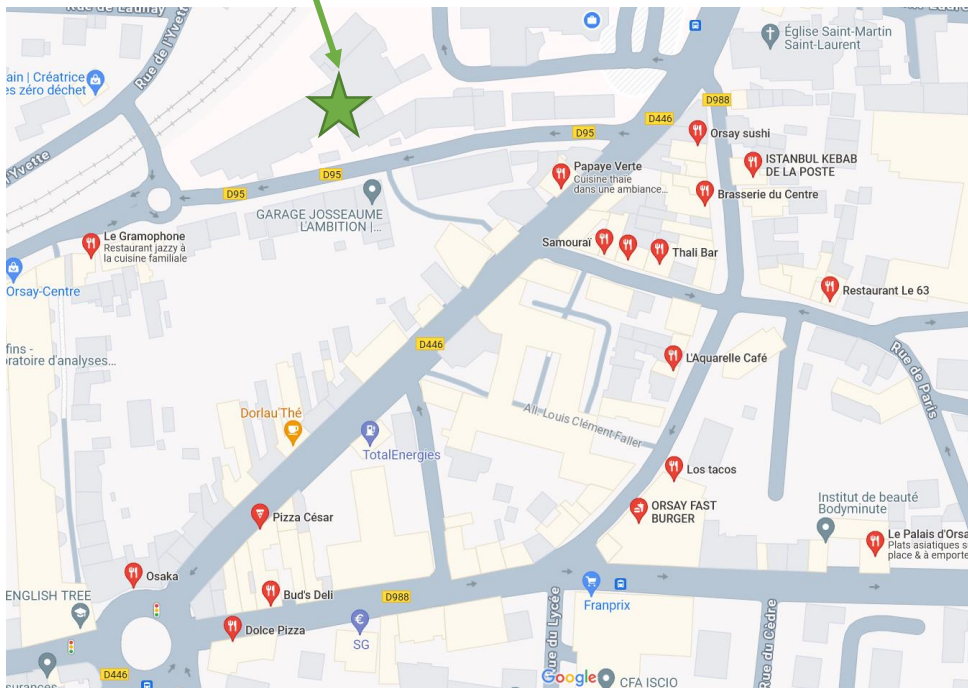 Rue de Launay
Rue de l'Yvette
ain | Créatrice
es zéro déchet
Yvette
Église Saint-Martin
Saint-Laurent
D988
D446
D95
Orsay sushi
ISTANBUL KEBAB
DE LA POSTE
Papaye Verte
Cuisine thaïe
dans une ambiance...
Brasserie du Centre
D95
D95
GARAGE JOSEAUME
L'AMBITION |...
Le Gramophone
Restaurant jazzy à
la cuisine familiale
Samouraï
Thali Bar
Orsay-Centre
Restaurant Le 63
fins -
ratoire d'analyses...
D446
L'Aquarelle Café
Rue de Paris
Dorlau Thé
All. Louis Clément Faller
TotalEnergies
Los tacos
Institut de beauté
Bodyminute
ORSAY FAST
BURGER
Pizza César
Le Palais d'Orsa
Plats asiatiques s
place & à emporte
Osaka
ENGLISH TREE
Bud's Deli
D988
Franprix
Dolce Pizza
SG
Rue du Lycée
Rue du Cèdre
D446
Google
CFA ISCIO
surances